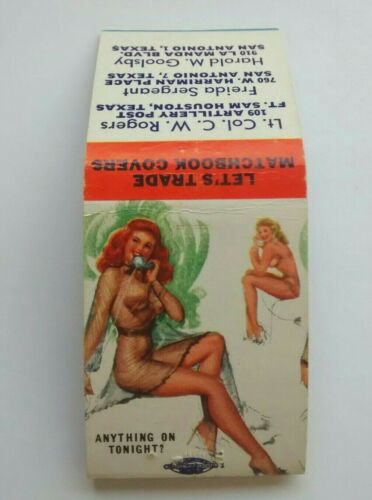 LET'S TRADE
MATCHBOOK COVERS
Lt. Col. C. W. Rogers
109 ARTILLERY POST
FT. SAM HOUSTON, TEXAS
Freida Sergeant
760 W. HARRIMAN PLACE
SAN ANTONIO 7, TEXAS
Harold M. Goolsby
910 LA MANDA BLVD.
SAN ANTONIO 1, TEXAS
ANYTHING ON
TONIGHT?